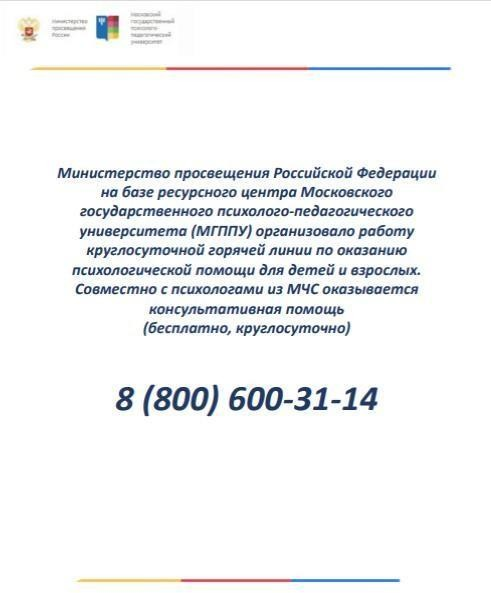 министерство
просвещения
России
московский
государственный
психолого-
педагогический
университет
Министерство просвещения Российской Федерации
на базе ресурсного центра Московского
государственного психолого-педагогического
университета (МГППУ) организовало работу
круглосуточной горячей линии по оказанию
психологической помощи для детей и взрослых.
Совместно с психологами из МЧС оказывается
консультативная помощь
(бесплатно, круглосуточно)
8 (800) 600-31-14